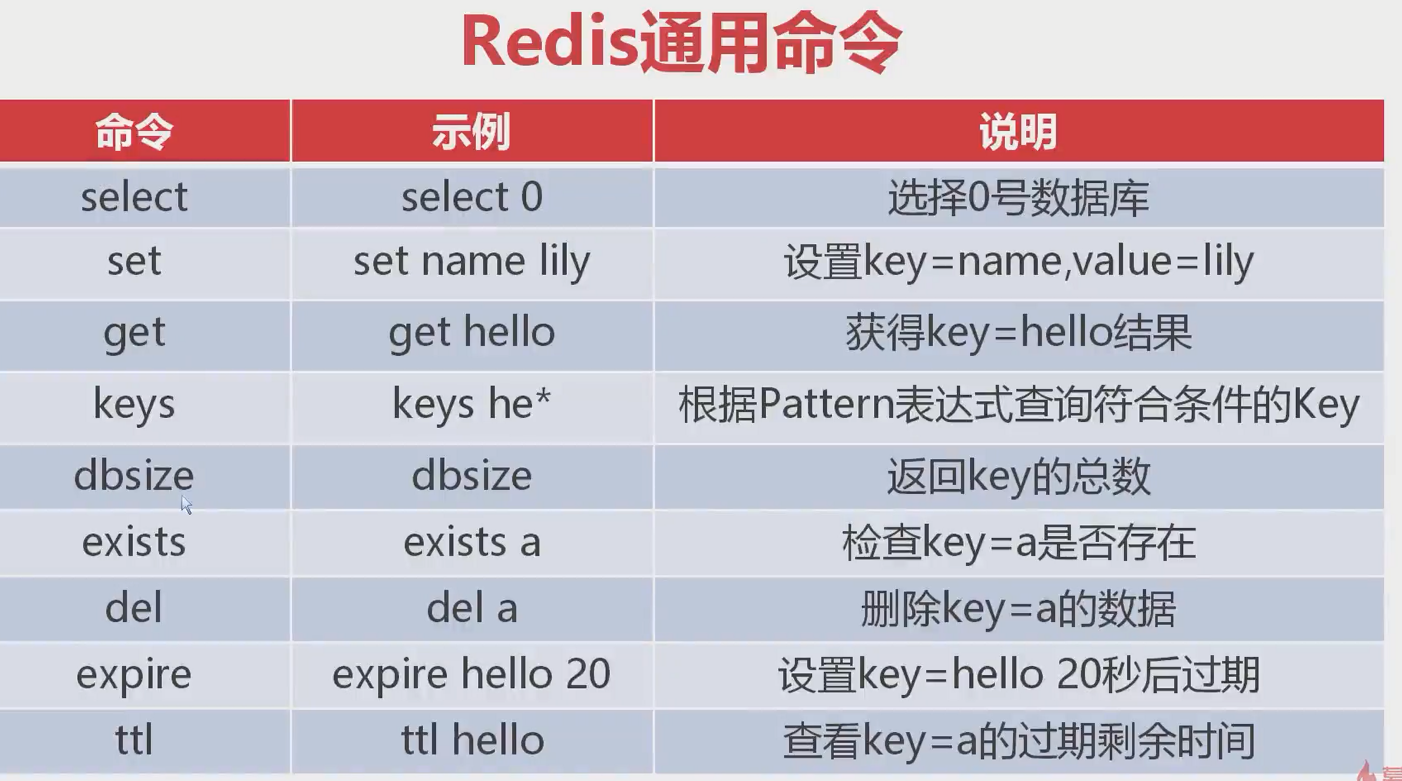 Redis通用命令
命令 示例 说明
select select 0 选择0号数据库
set set name lily 设置key=name,value=lily
get get hello 获得key=hello结果
keys keys he* 根据Pattern表达式查询符合条件的Key
dbsize dbsize 返回key的总数
exists exists a 检查key=a是否存在
del del a 删除key=a的数据
expire expire hello 20 设置key=hello 20秒后过期
ttl ttl hello 查看key=a的过期剩余时间